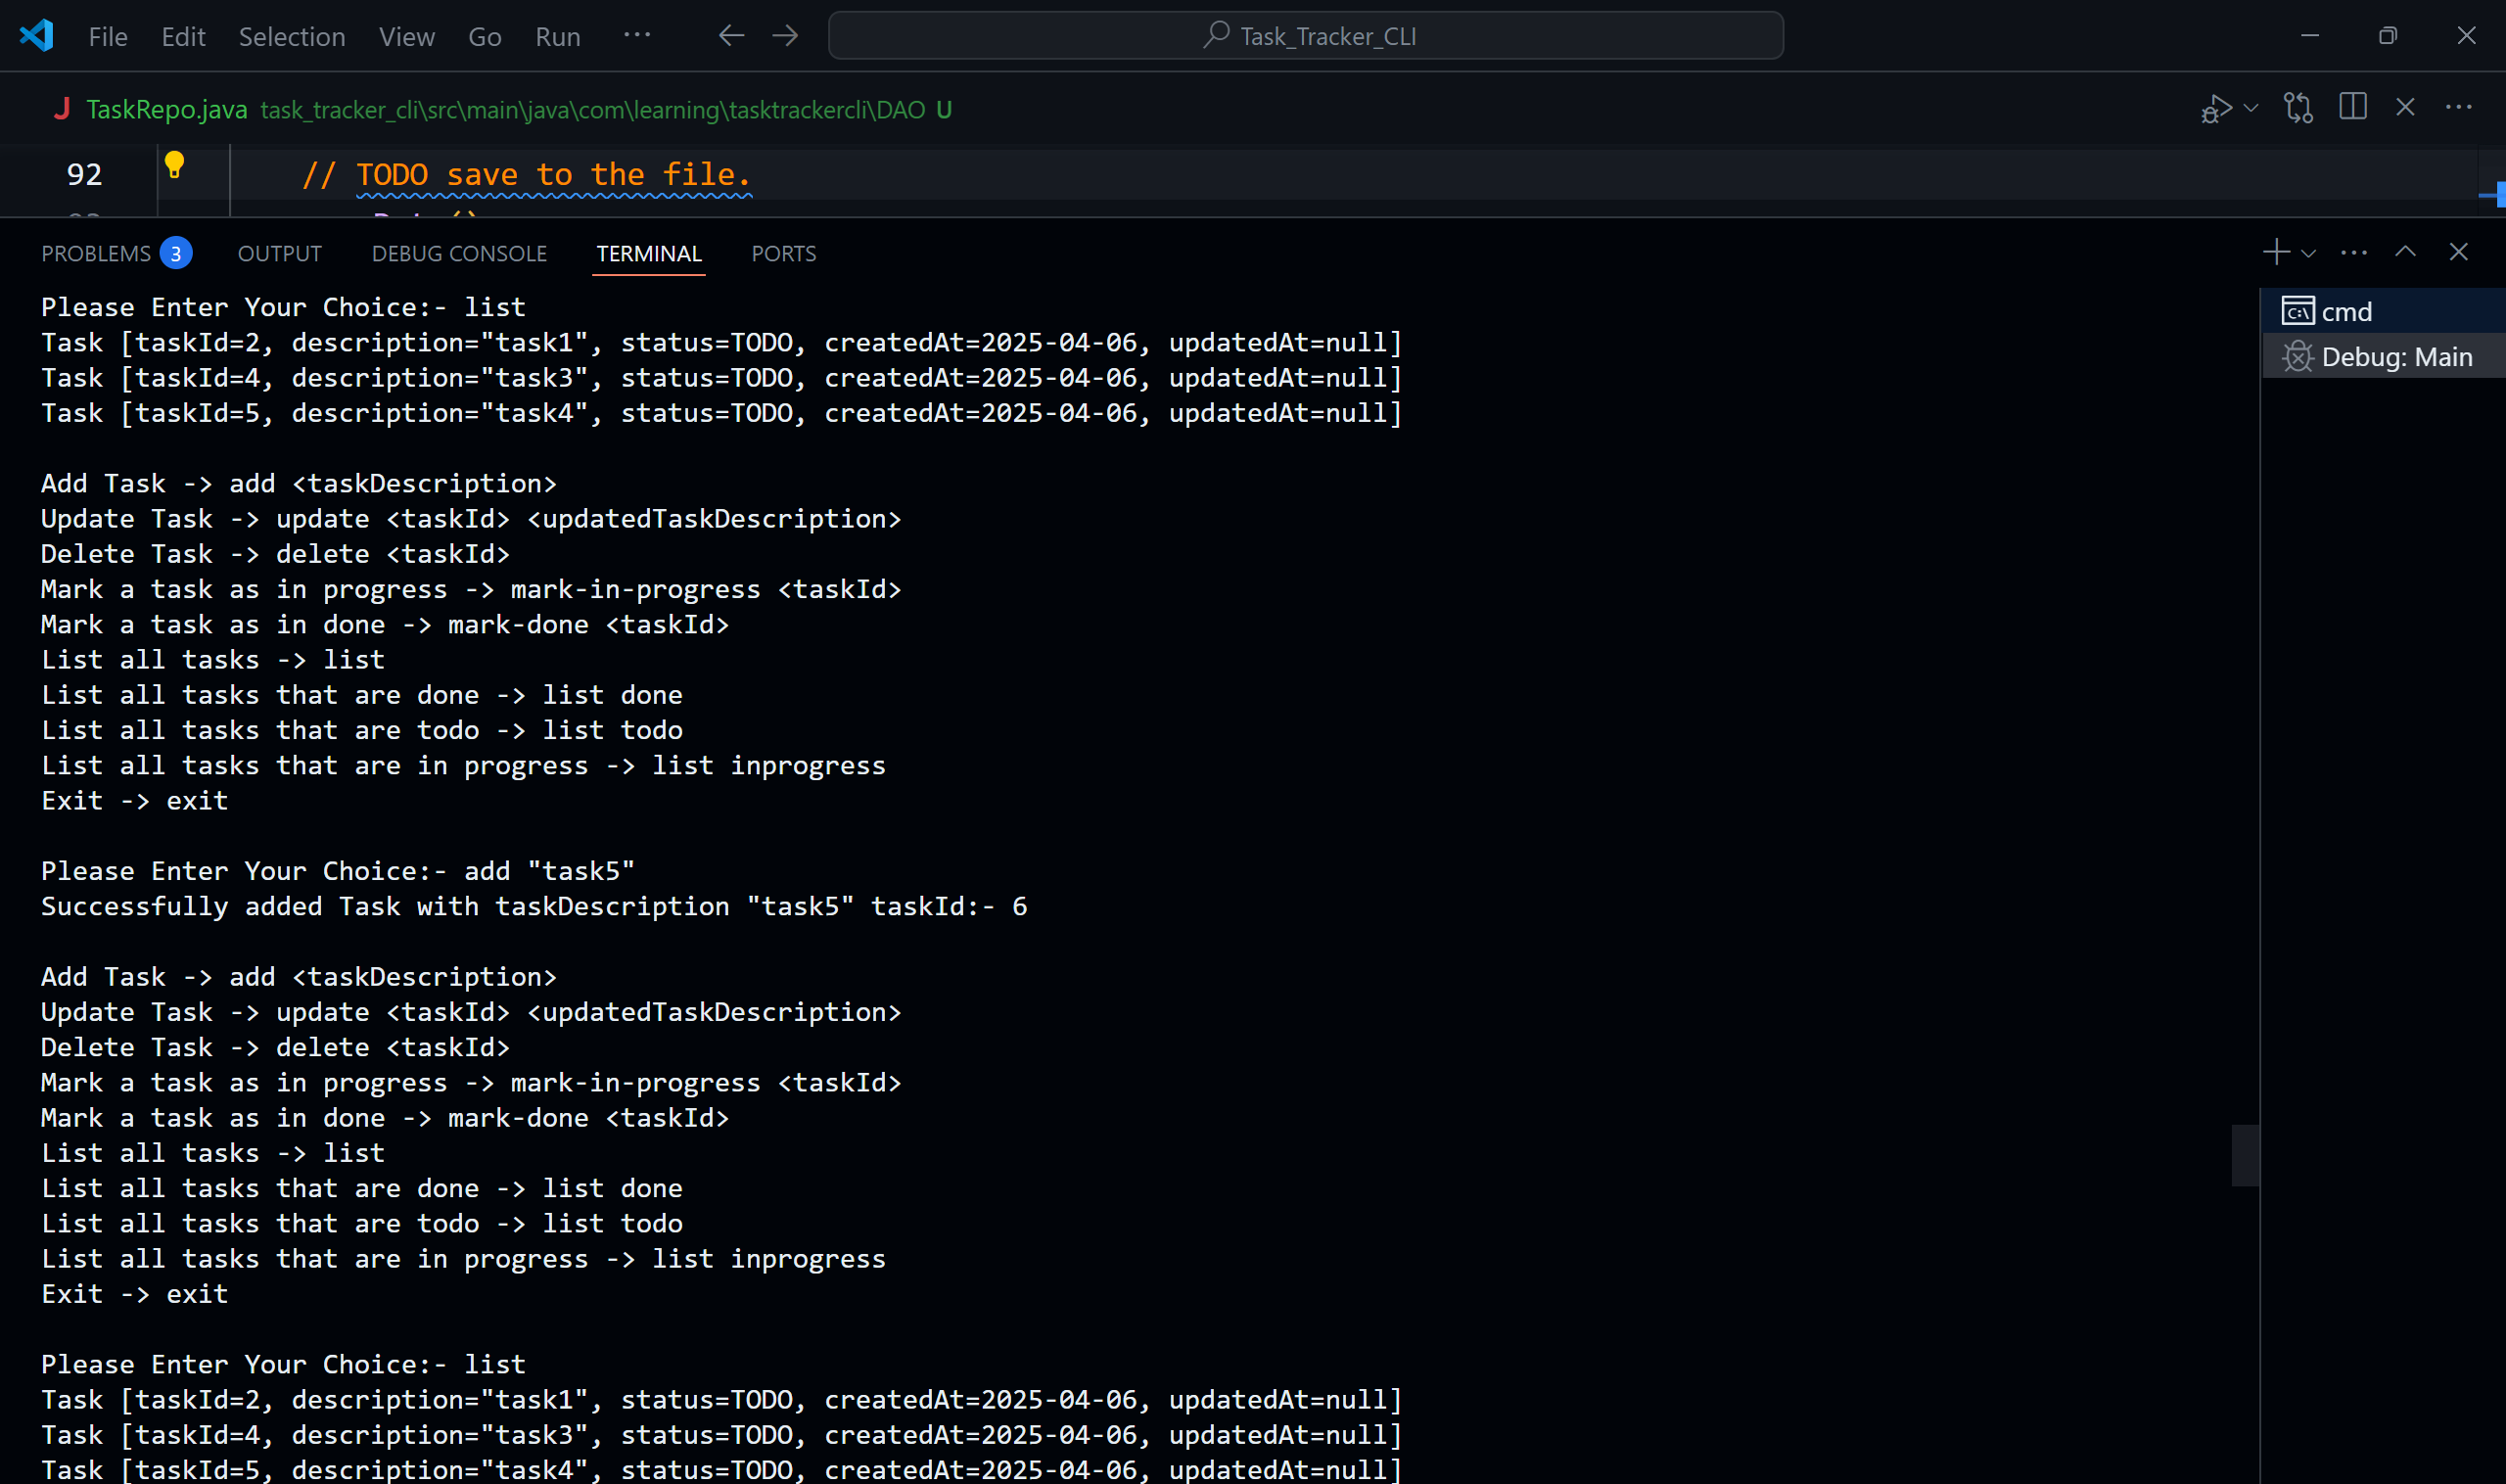 File Edit Selection View Go Run ··· Task_Tracker_CLI
J TaskRepo.java task_tracker_cli\src\main\java\com\learning\tasktrackercli\DAO U
92 // TODO save to the file.
PROBLEMS 3 OUTPUT DEBUG CONSOLE TERMINAL PORTS
Please Enter Your Choice:- list
Task [taskId=2, description="task1", status=TODO, createdAt=2025-04-06, updatedAt=null]
Task [taskId=4, description="task3", status=TODO, createdAt=2025-04-06, updatedAt=null]
Task [taskId=5, description="task4", status=TODO, createdAt=2025-04-06, updatedAt=null]
Add Task -> add <taskDescription>
Update Task -> update <taskId> <updatedTaskDescription>
Delete Task -> delete <taskId>
Mark a task as in progress -> mark-in-progress <taskId>
Mark a task as in done -> mark-done <taskId>
List all tasks -> list
List all tasks that are done -> list done
List all tasks that are todo -> list todo
List all tasks that are in progress -> list inprogress
Exit -> exit
Please Enter Your Choice:- add "task5"
Successfully added Task with taskDescription "task5" taskId:- 6
Add Task -> add <taskDescription>
Update Task -> update <taskId> <updatedTaskDescription>
Delete Task -> delete <taskId>
Mark a task as in progress -> mark-in-progress <taskId>
Mark a task as in done -> mark-done <taskId>
List all tasks -> list
List all tasks that are done -> list done
List all tasks that are todo -> list todo
List all tasks that are in progress -> list inprogress
Exit -> exit
Please Enter Your Choice:- list
Task [taskId=2, description="task1", status=TODO, createdAt=2025-04-06, updatedAt=null]
Task [taskId=4, description="task3", status=TODO, createdAt=2025-04-06, updatedAt=null]
Task [taskId=5, description="task4", status=TODO, createdAt=2025-04-06, updatedAt=null]
cmd
Debug: Main